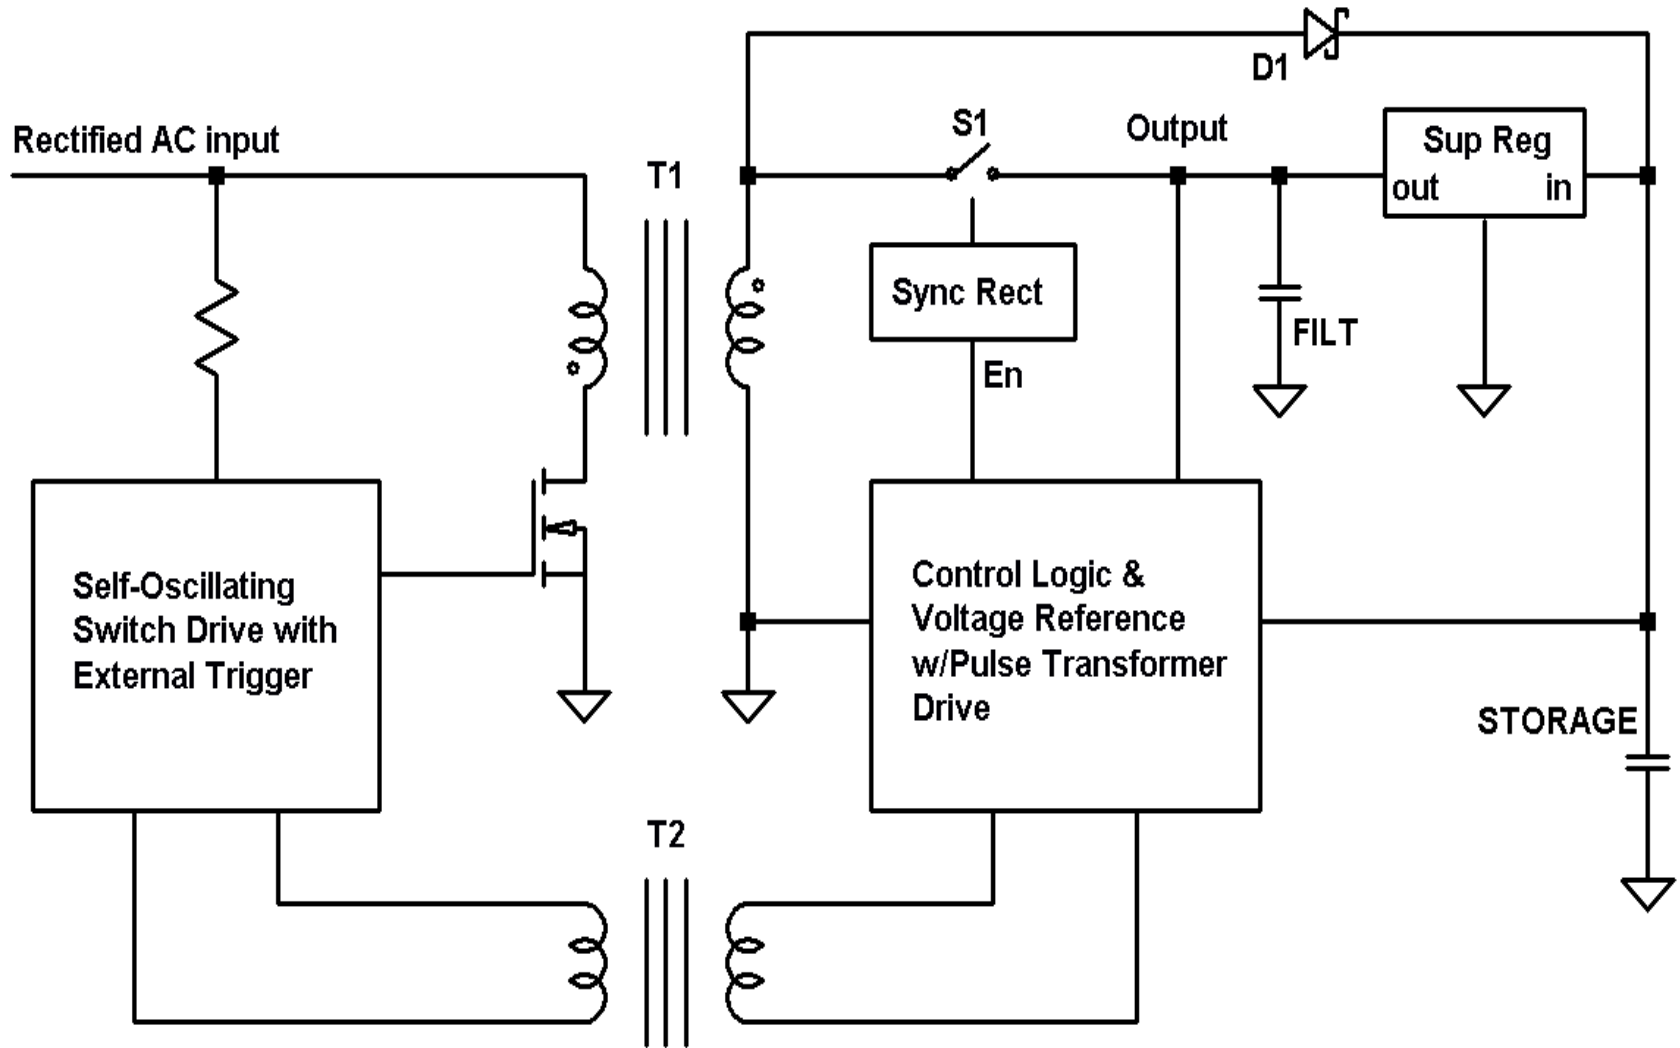 D1
S1
Output
Rectified AC input
Sup Reg
out in
T1
Sync Rect
FILT
En
Self-Oscillating
Switch Drive with
External Trigger
Control Logic &
Voltage Reference
w/Pulse Transformer
Drive
STORAGE
T2